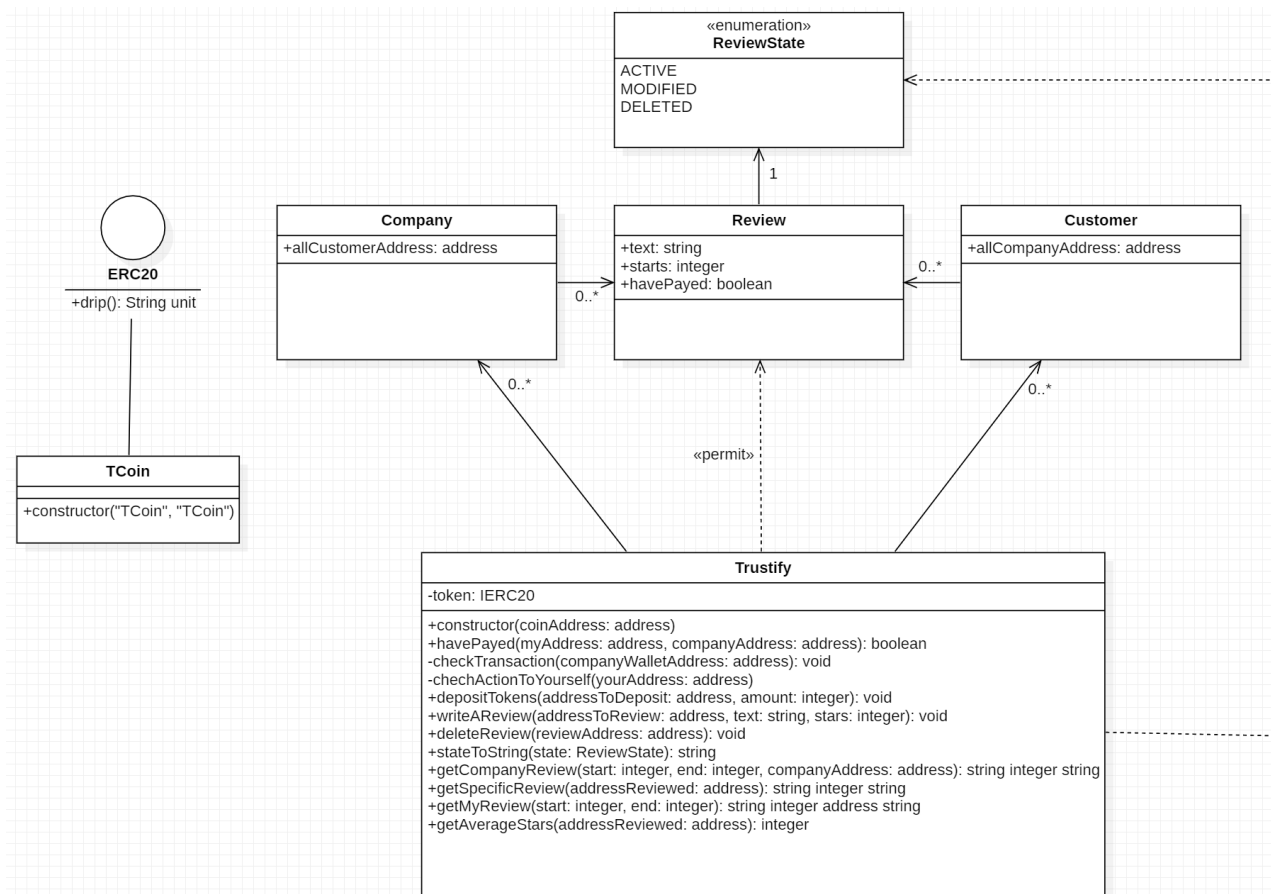 «enumeration»
ReviewState
ACTIVE
MODIFIED
DELETED
1
Company
+allCustomerAddress: address
0..*
Review
+text: string
+starts: integer
+havePayed: boolean
0..*
Customer
+allCompanyAddress: address
ERC20
+drip(): String unit
0..*
0..*
«permit»
TCoin
+constructor("TCoin", "TCoin")
Trustify
-token: IERC20
+constructor(coinAddress: address)
+havePayed(myAddress: address, companyAddress: address): boolean
-checkTransaction(companyWalletAddress: address): void
-chechActionToYourself(yourAddress: address)
+depositTokens(addressToDeposit: address, amount: integer): void
+writeAReview(addressToReview: address, text: string, stars: integer): void
+deleteReview(reviewAddress: address): void
+stateToString(state: ReviewState): string
+getCompanyReview(start: integer, end: integer, companyAddress: address): string integer string
+getSpecificReview(addressReviewed: address): string integer string
+getMyReview(start: integer, end: integer): string integer address string
+getAverageStars(addressReviewed: address): integer